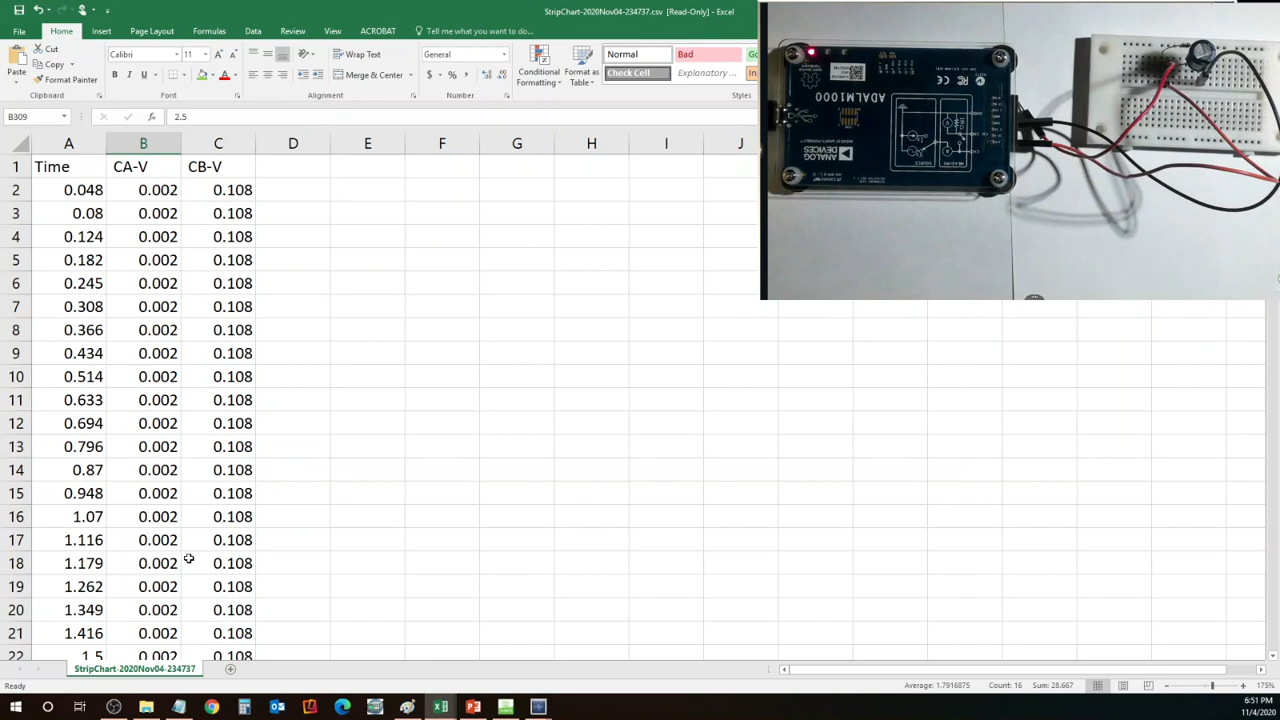 StripChart-2020Nov04-234737.csv [Read-Only] - Excel
File Home Insert Page Layout Formulas Data Review View ACROBAT Tell me what you want to do
Paste
Cut
Copy
Format Painter
Clipboard
Calibri 11
Font
Wrap Text
Merge & Center
Alignment
General
Number
Conditional Formatting
Format as Table
Normal Bad
Check Cell Explanatory ...
Styles
B309 2.5
A B C D E F G H I J
1 Time CA-V CB-V
2 0.048 0.002 0.108
3 0.08 0.002 0.108
4 0.124 0.002 0.108
5 0.182 0.002 0.108
6 0.245 0.002 0.108
7 0.308 0.002 0.108
8 0.366 0.002 0.108
9 0.434 0.002 0.108
10 0.514 0.002 0.108
11 0.633 0.002 0.108
12 0.694 0.002 0.108
13 0.796 0.002 0.108
14 0.87 0.002 0.108
15 0.948 0.002 0.108
16 1.07 0.002 0.108
17 1.116 0.002 0.108
18 1.179 0.002 0.108
19 1.262 0.002 0.108
20 1.349 0.002 0.108
21 1.416 0.002 0.108
22 1.5 0.002 0.108
StripChart-2020Nov04-234737
Ready Average: 1.7916875 Count: 16 Sum: 28.667 175%
6:51 PM
11/4/2020
ADALM1000
ANALOG DEVICES
SOURCE
MEASURE